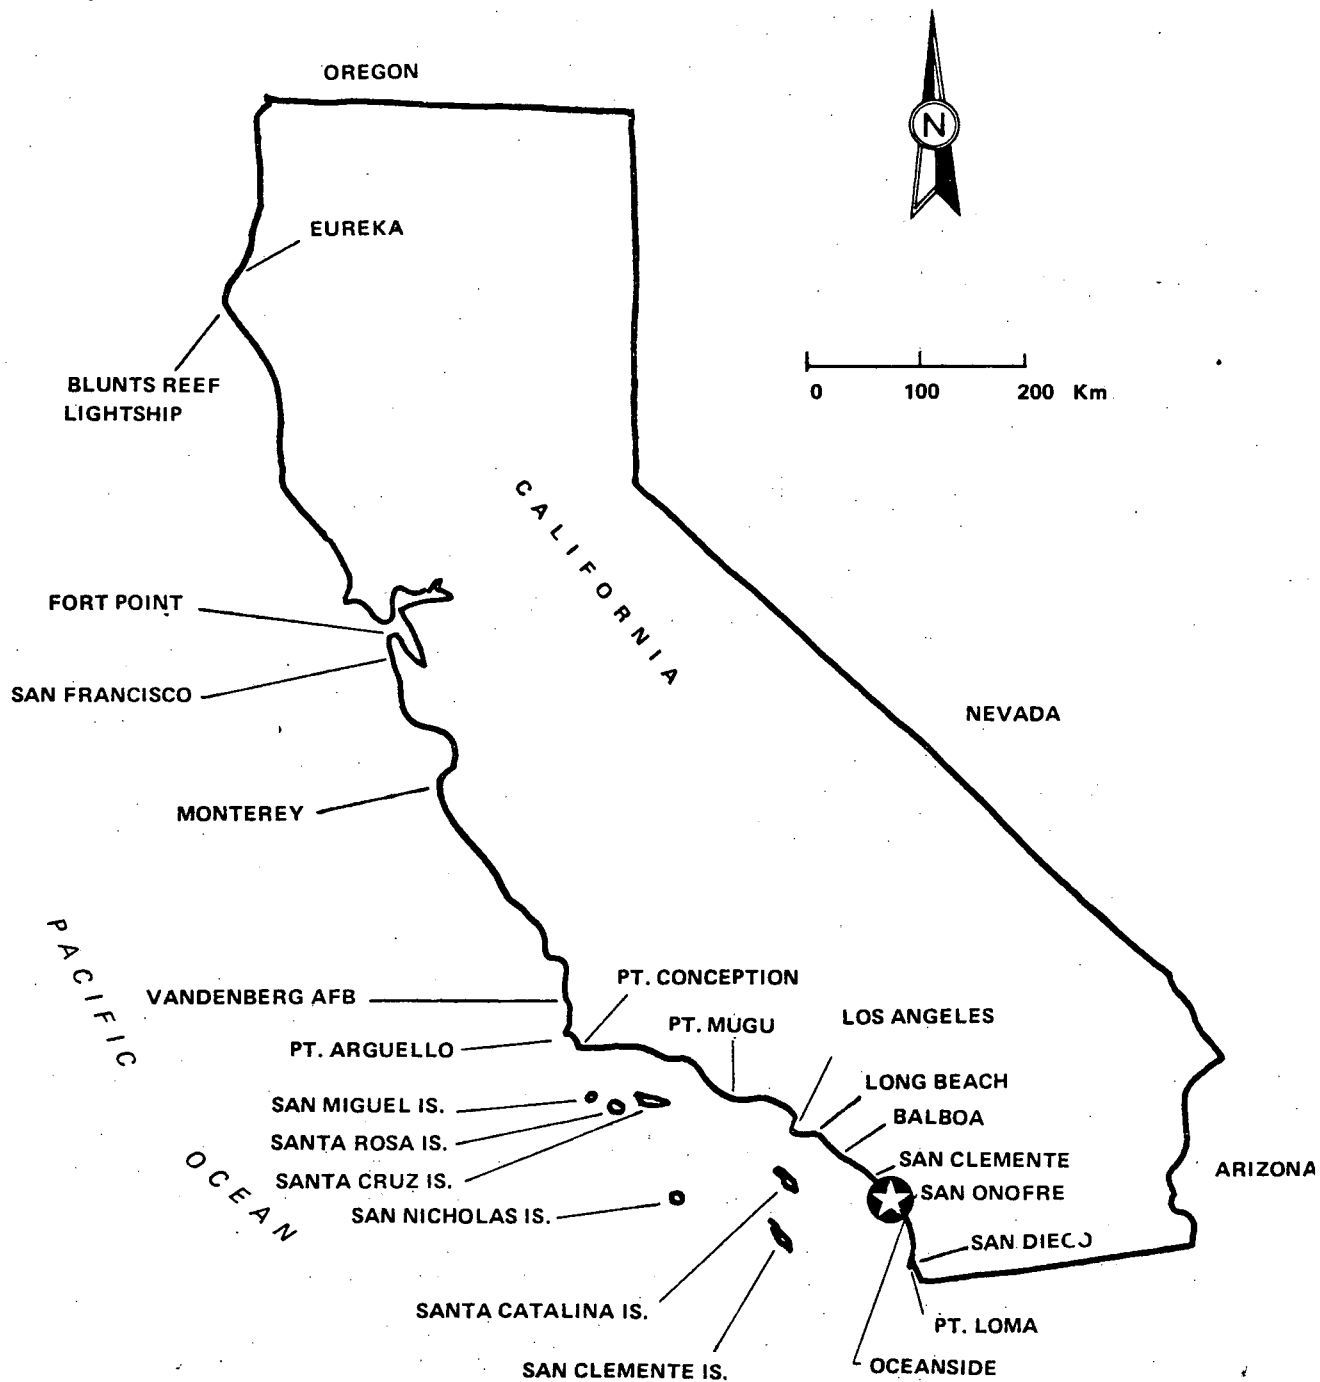 OREGON
N
EUREKA
BLUNTS REEF
LIGHTSHIP
0 100 200 Km
CALIFORNIA
FORT POINT
SAN FRANCISCO
NEVADA
MONTEREY
PACIFIC
OCEAN
PT. CONCEPTION
VANDENBERG AFB
PT. MUGU
LOS ANGELES
PT. ARGUELLO
LONG BEACH
SAN MIGUEL IS.
BALBOA
SANTA ROSA IS.
SAN CLEMENTE
ARIZONA
SANTA CRUZ IS.
SAN ONOFRE
SAN NICHOLAS IS.
SAN DIEGO
SANTA CATALINA IS.
PT. LOMA
SAN CLEMENTE IS.
OCEANSIDE